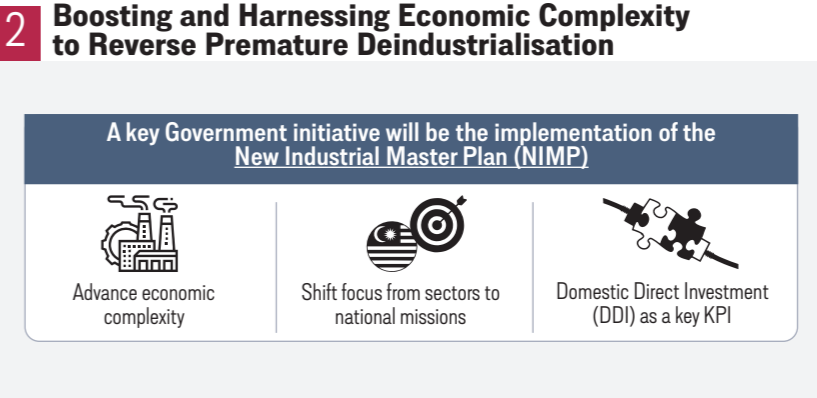 2
Boosting and Harnessing Economic Complexity
to Reverse Premature Deindustrialisation
A key Government initiative will be the implementation of the
New Industrial Master Plan (NIMP)
Advance economic
complexity
Shift focus from sectors to
national missions
Domestic Direct Investment
(DDI) as a key KPI